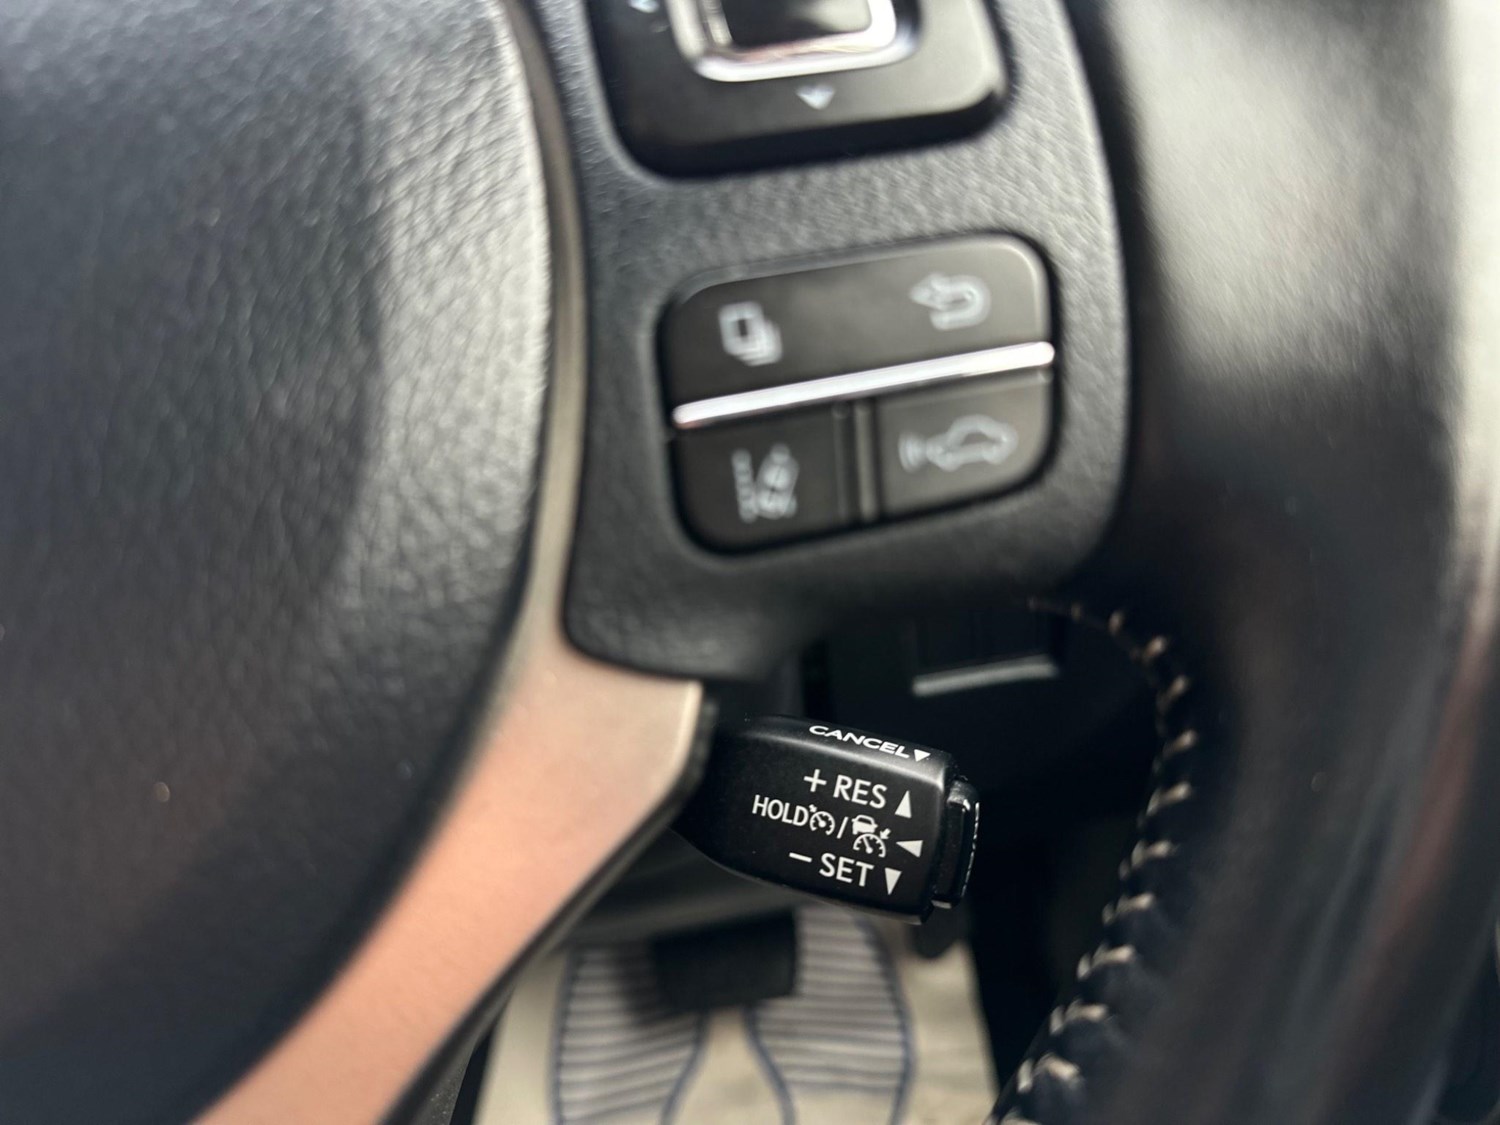 CANCEL▼
+ RES ▲
HOLD / ◀
− SET ▼